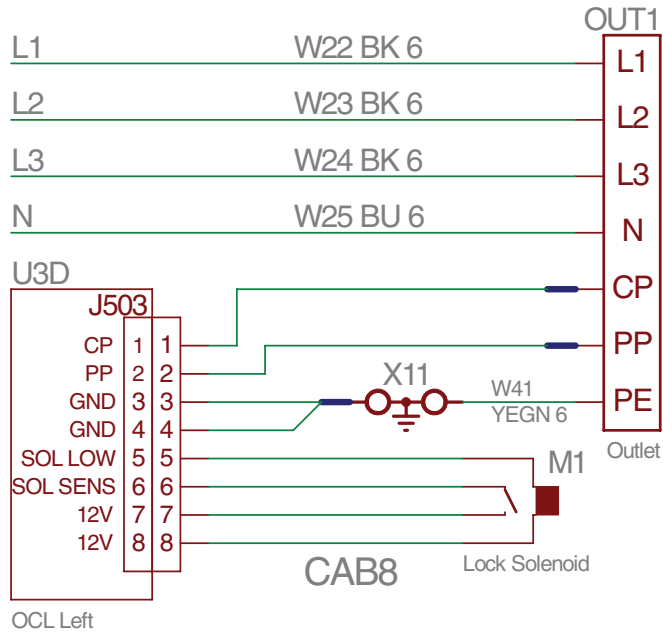 OUT1
L1 W22 BK 6 L1
L2 W23 BK 6 L2
L3 W24 BK 6 L3
N W25 BU 6 N
U3D
CP
J503
CP 1 1
PP
PP 2 2
X11
W41
GND 3 3
PE
YEGN 6
GND 4 4
Outlet
SOL LOW 5 5
M1
SOL SENS 6 6
12V 7 7
12V 8 8
Lock Solenoid
CAB8
OCL Left